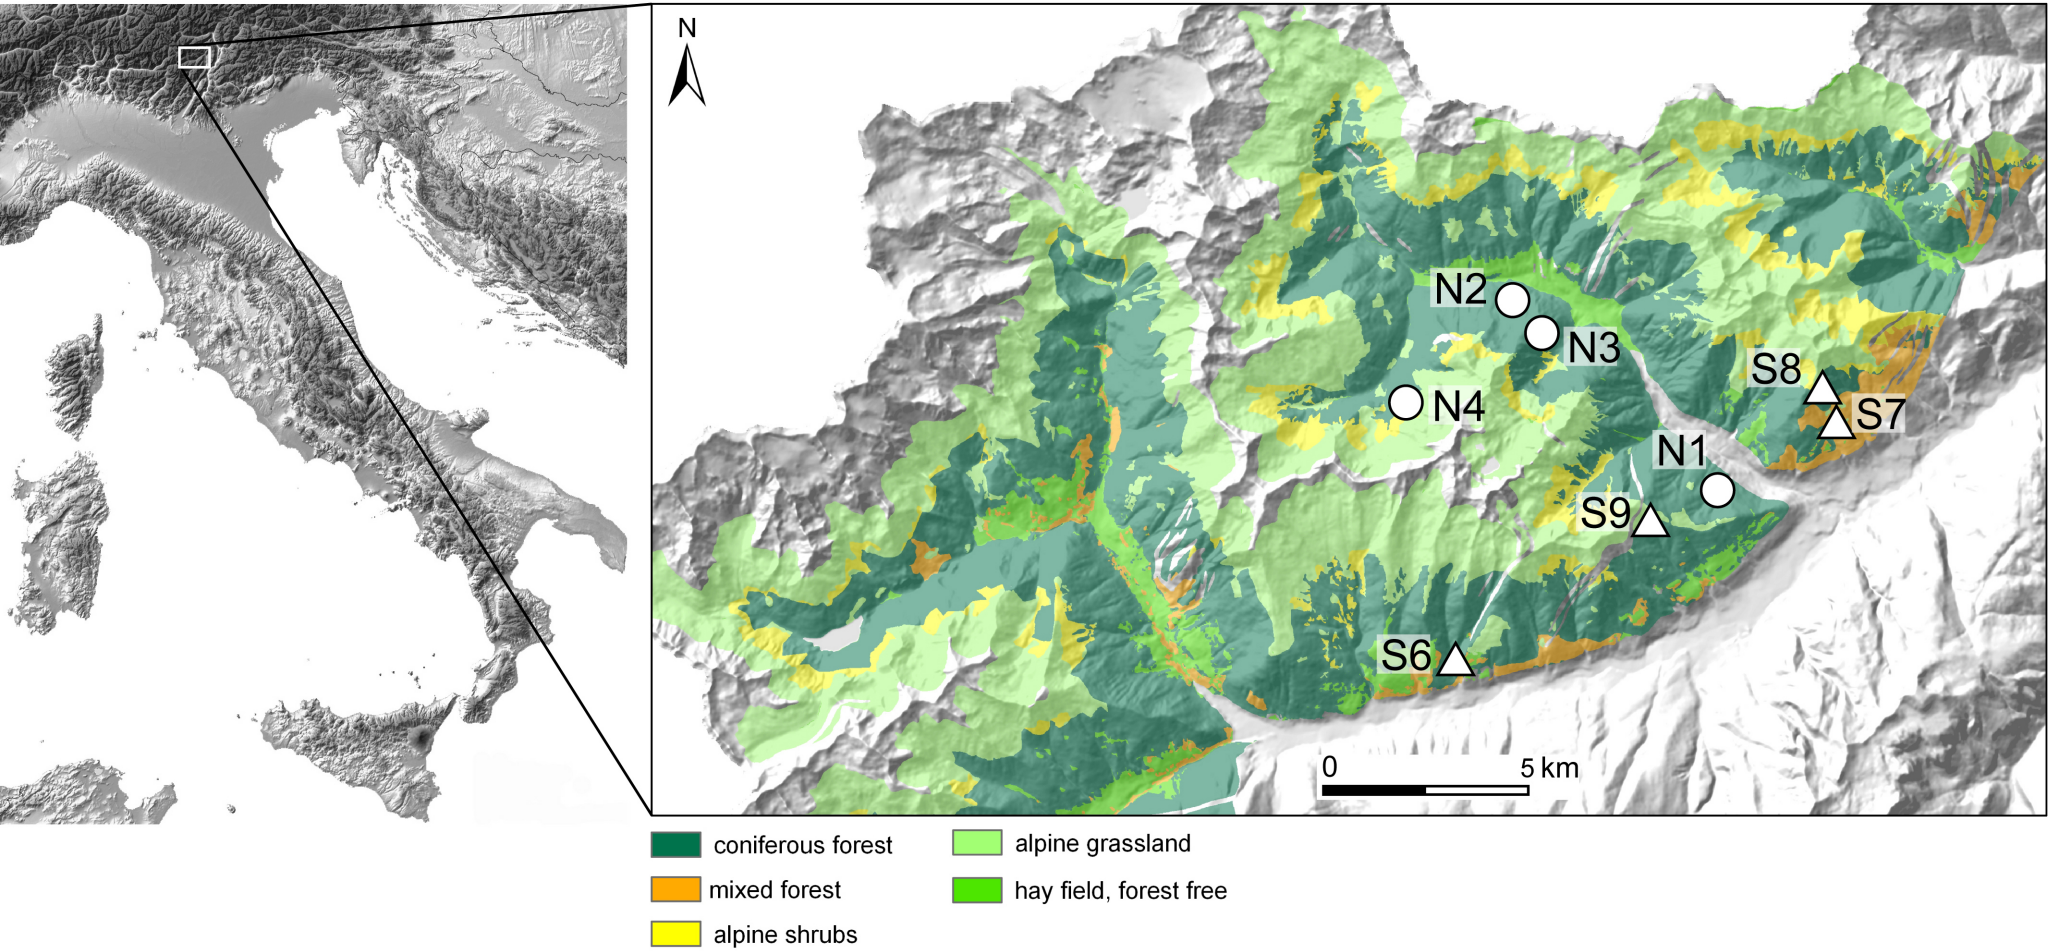 N
N2
N3
S8
N4
S7
N1
S9
S6
0 5 km
coniferous forest
alpine grassland
mixed forest
hay field, forest free
alpine shrubs